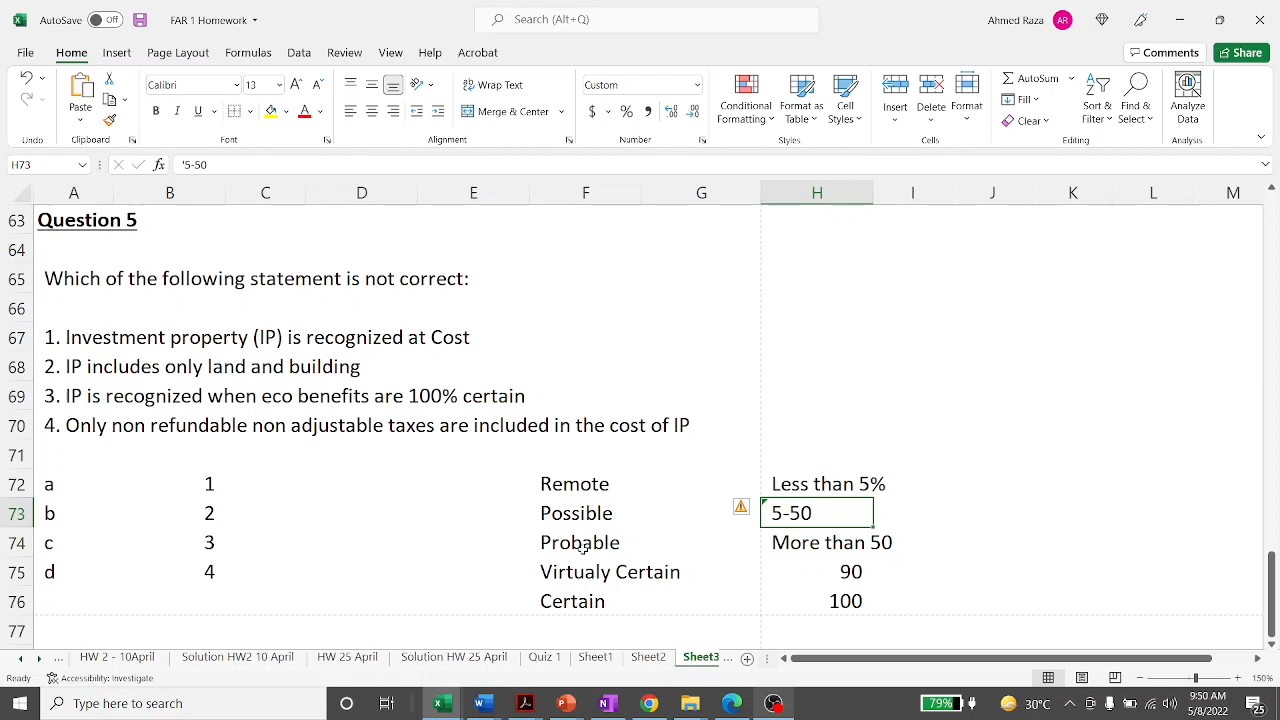 AutoSave Off FAR 1 Homework Search (Alt+Q) Ahmed Raza AR
File Home Insert Page Layout Formulas Data Review View Help Acrobat Comments Share
Paste Calibri Wrap Text Custom Conditional Format as Cell Insert Delete Format AutoSum Sort & Find & Analyze
B I U Merge & Center $ % Formatting Table Styles Fill Clear Filter Select Data
Undo Clipboard Font Alignment Number Styles Cells Editing Analysis
H73 fx '5-50
A B C D E F G H I J K L M
63 Question 5
64
65 Which of the following statement is not correct:
66
67 1. Investment property (IP) is recognized at Cost
68 2. IP includes only land and building
69 3. IP is recognized when eco benefits are 100% certain
70 4. Only non refundable non adjustable taxes are included in the cost of IP
71
72 a 1 Remote Less than 5%
73 b 2 Possible 5-50
74 c 3 Probable More than 50
75 d 4 Virtualy Certain 90
76 Certain 100
77
... HW 2 - 10April Solution HW2 10 April HW 25 April Solution HW 25 April Quiz 1 Sheet1 Sheet2 Sheet3 ...
Ready Accessibility: Investigate 150%
Type here to search 79% 30°C 9:50 AM
5/8/2022